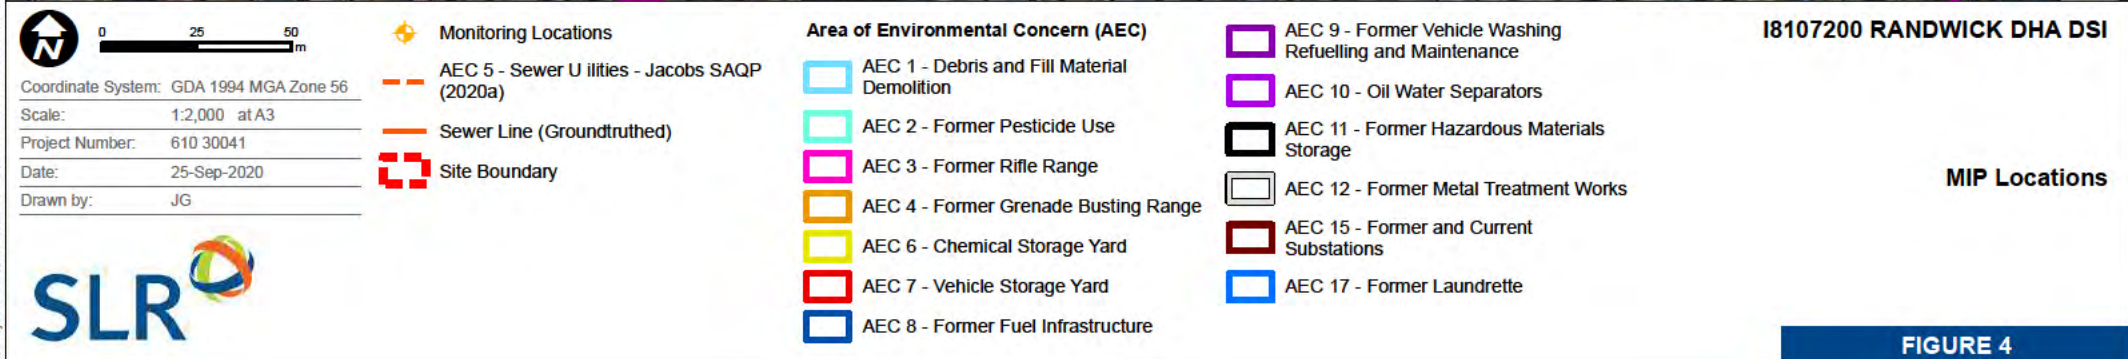 N
0 25 50
m
Coordinate System: GDA 1994 MGA Zone 56
Scale: 1:2,000 at A3
Project Number: 610 30041
Date: 25-Sep-2020
Drawn by: JG
SLR
Monitoring Locations
AEC 5 - Sewer U ilities - Jacobs SAQP
(2020a)
Sewer Line (Groundtruthed)
Site Boundary
Area of Environmental Concern (AEC)
AEC 1 - Debris and Fill Material
Demolition
AEC 2 - Former Pesticide Use
AEC 3 - Former Rifle Range
AEC 4 - Former Grenade Busting Range
AEC 6 - Chemical Storage Yard
AEC 7 - Vehicle Storage Yard
AEC 8 - Former Fuel Infrastructure
AEC 9 - Former Vehicle Washing
Refuelling and Maintenance
AEC 10 - Oil Water Separators
AEC 11 - Former Hazardous Materials
Storage
AEC 12 - Former Metal Treatment Works
AEC 15 - Former and Current
Substations
AEC 17 - Former Laundrette
I8107200 RANDWICK DHA DSI
MIP Locations
FIGURE 4